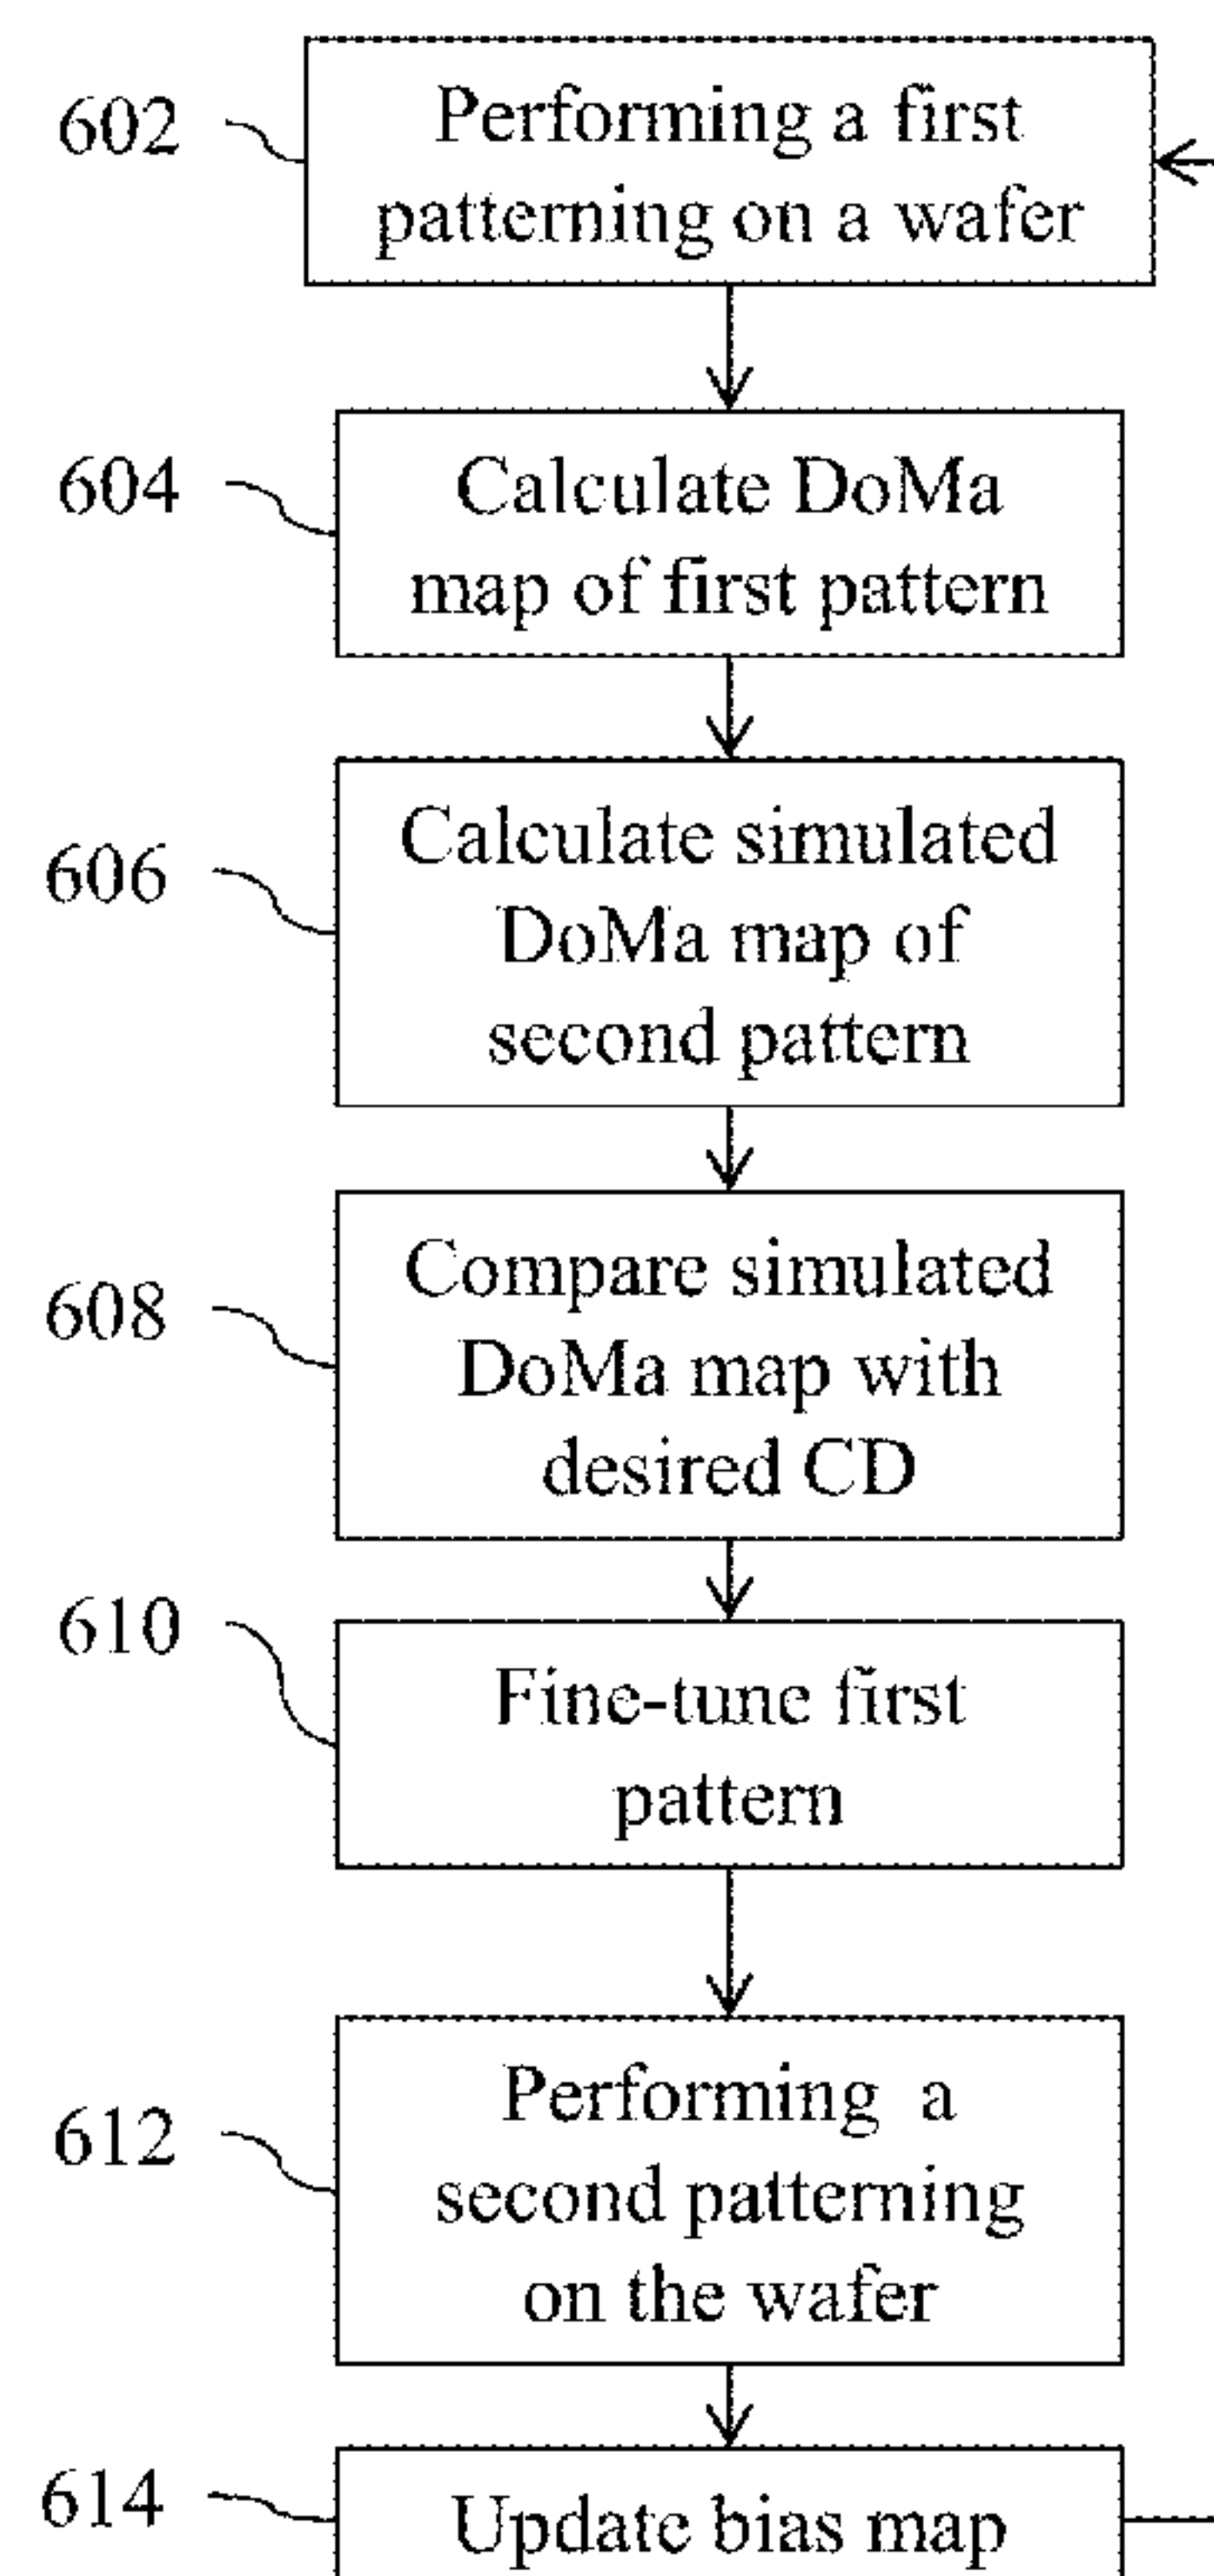 602
Performing a first
patterning on a wafer
604
Calculate DoMa
map of first pattern
606
Calculate simulated
DoMa map of
second pattern
608
Compare simulated
DoMa map with
desired CD
610
Fine-tune first
pattern
612
Performing a
second patterning
on the wafer
614
Update bias map